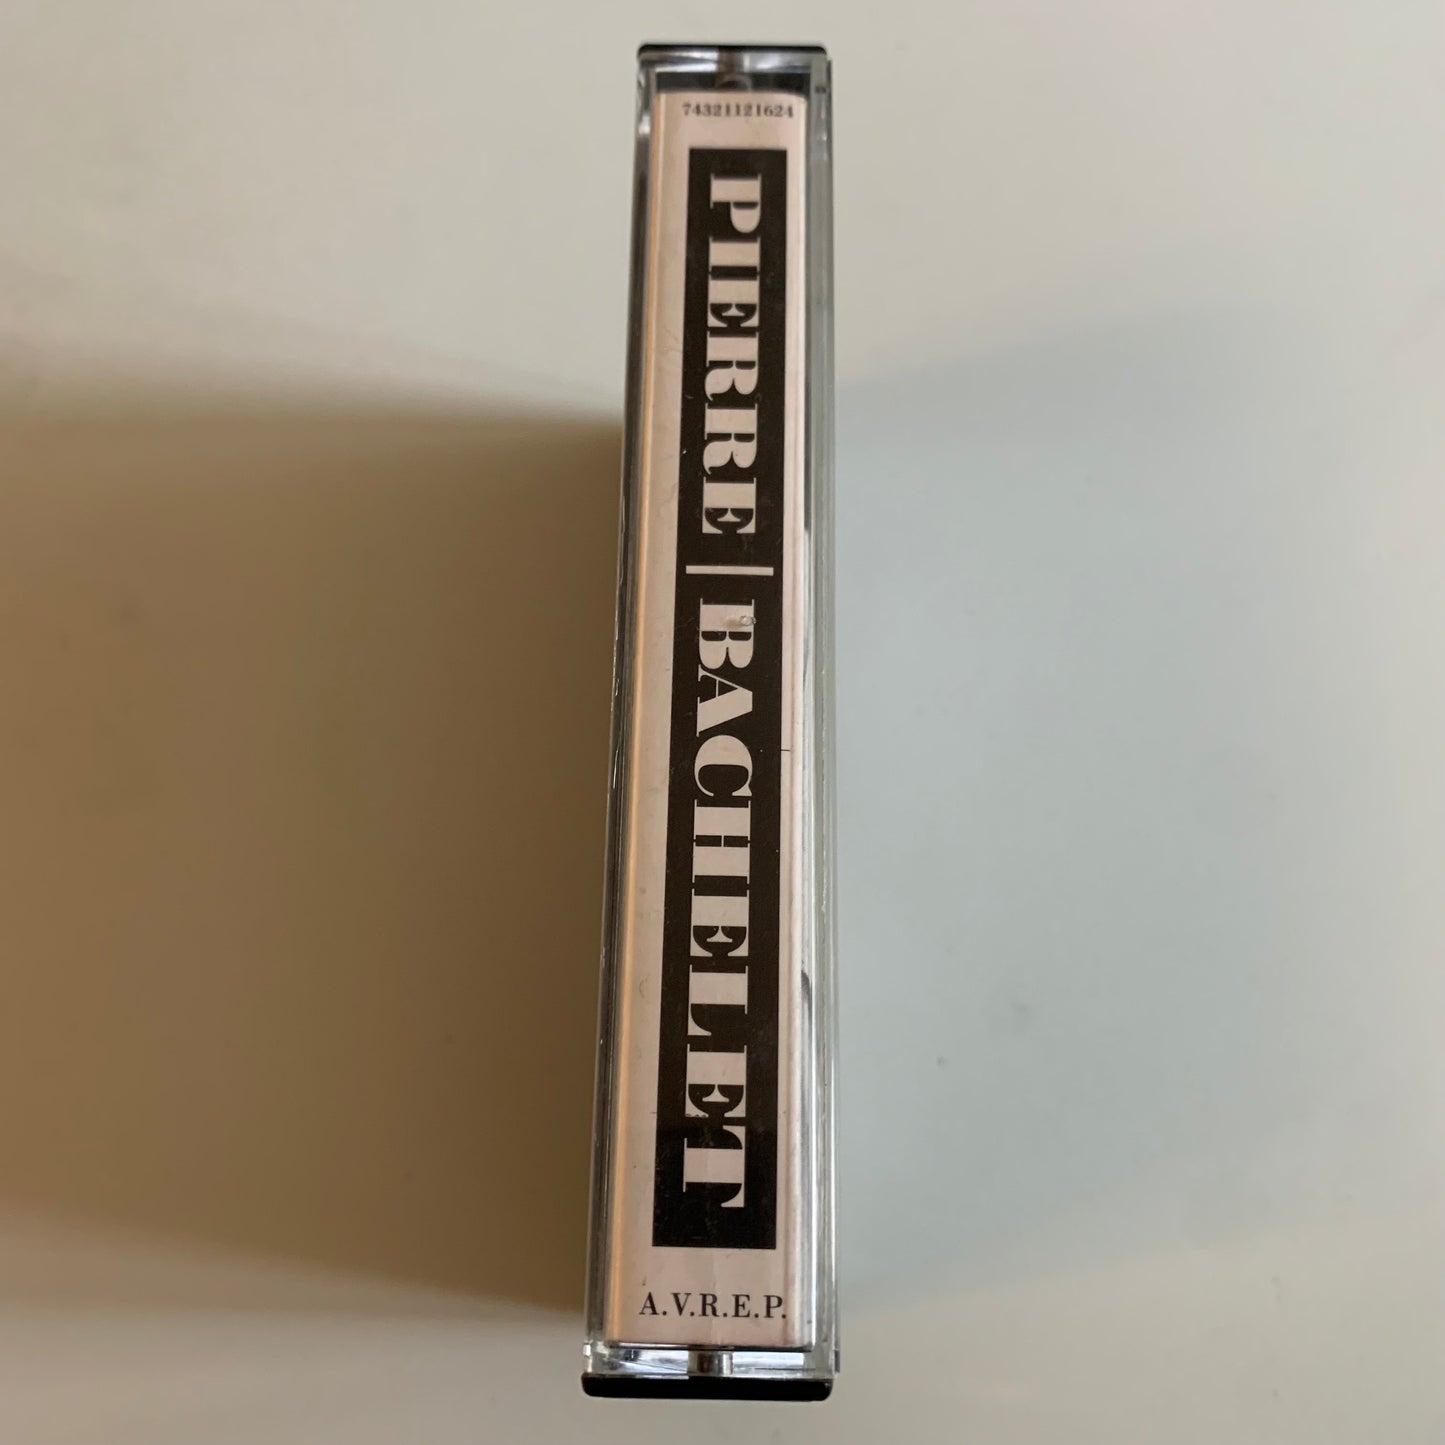 74321121624
PIERRE | BACHELET
A.V.R.E.P.